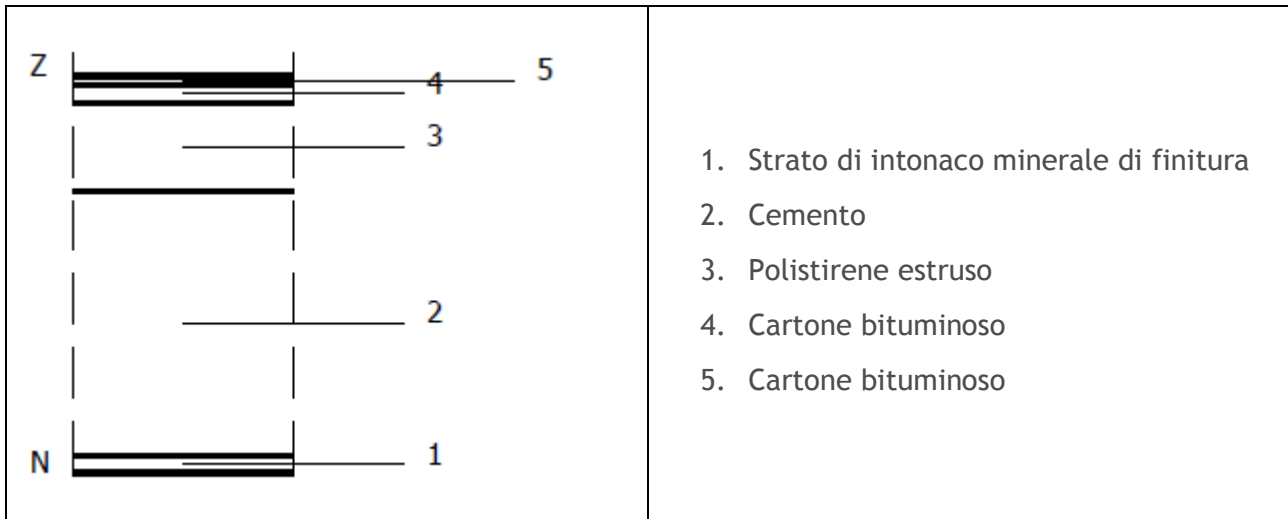 Z
5
4
3
2
N
1
1. Strato di intonaco minerale di finitura
2. Cemento
3. Polistirene estruso
4. Cartone bituminoso
5. Cartone bituminoso